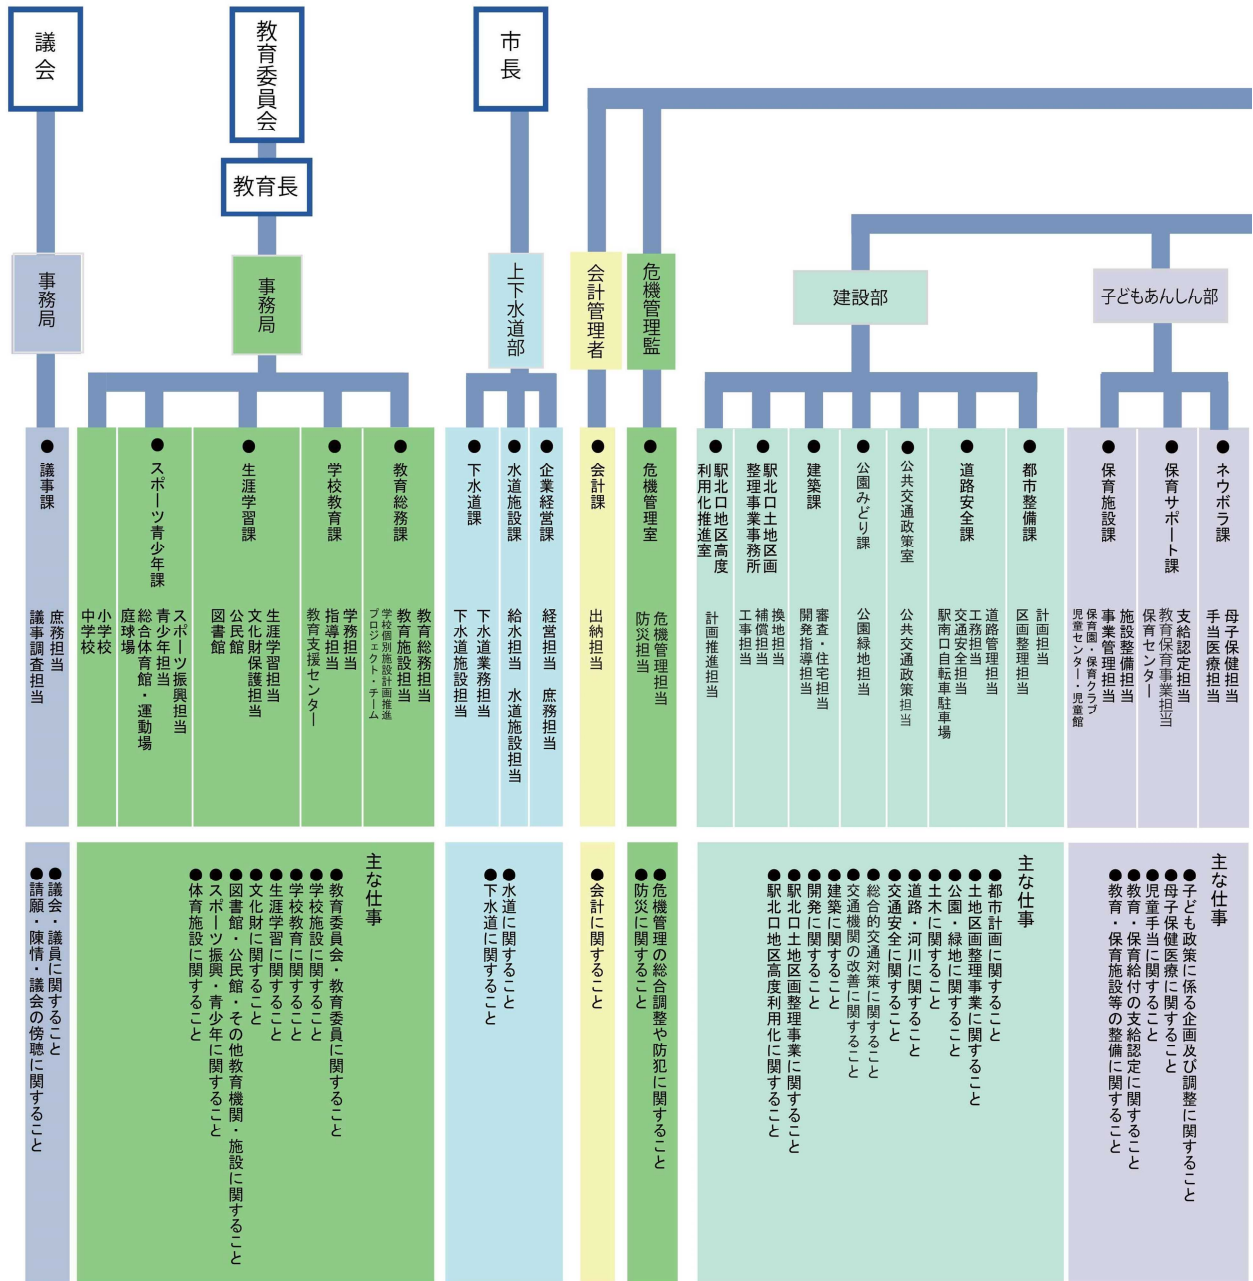 議会
教育委員会
市長
教育長
事務局
事務局
上下水道部
会計管理者
危機管理監
建設部
子どもあんしん部
●ネウボラ課
母子保健担当
手当医療担当
●保育サポート課
支給認定担当
教育保育事業担当
保育センター
●保育施設課
施設整備担当
事業管理担当
保育園・保育クラブ
児童センター・児童館
●都市整備課
計画担当
区画整理担当
●道路安全課
道路管理担当
工務担当
交通安全担当
駅南口自転車駐車場
●公共交通政策室
公共交通政策担当
●公園みどり課
公園緑地担当
●建築課
審査・住宅担当
開発指導担当
●駅北口土地区画
整理事業事務所
換地担当
補償担当
工事担当
●駅北口地区高度
利用化推進室
計画推進担当
●危機管理室
危機管理担当
防災担当
●会計課
出納担当
●企業経営課
経営担当 庶務担当
●水道施設課
給水担当 水道施設担当
●下水道課
下水道業務担当
下水道施設担当
●教育総務課
教育総務担当
教育施設担当
学校個別施設計画推進
プロジェクト・チーム
●学校教育課
学務担当
指導担当
教育支援センター
●生涯学習課
生涯学習担当
文化財保護担当
公民館
図書館
●スポーツ青少年課
スポーツ振興担当
青少年担当
総合体育館・運動場
庭球場
小学校
中学校
●議事課
庶務担当
議事調査担当
主な仕事
●子ども政策に係る企画及び調整に関すること
●母子保健医療に関すること
●児童手当に関すること
●教育・保育給付の支給認定に関すること
●教育・保育施設等の整備に関すること
主な仕事
●都市計画に関すること
●土地区画整理事業に関すること
●公園・緑地に関すること
●土木に関すること
●道路・河川に関すること
●交通安全に関すること
●総合的交通対策に関すること
●交通機関の改善に関すること
●建築に関すること
●開発に関すること
●駅北口土地区画整理事業に関すること
●駅北口地区高度利用化に関すること
●危機管理の総合調整や防犯に関すること
●防災に関すること
●会計に関すること
●水道に関すること
●下水道に関すること
主な仕事
●教育委員会・教育委員に関すること
●学校施設に関すること
●学校教育に関すること
●生涯学習に関すること
●文化財に関すること
●図書館・公民館・その他教育機関・施設に関すること
●スポーツ振興・青少年に関すること
●体育施設に関すること
●議会・議員に関すること
●請願・陳情・議会の傍聴に関すること